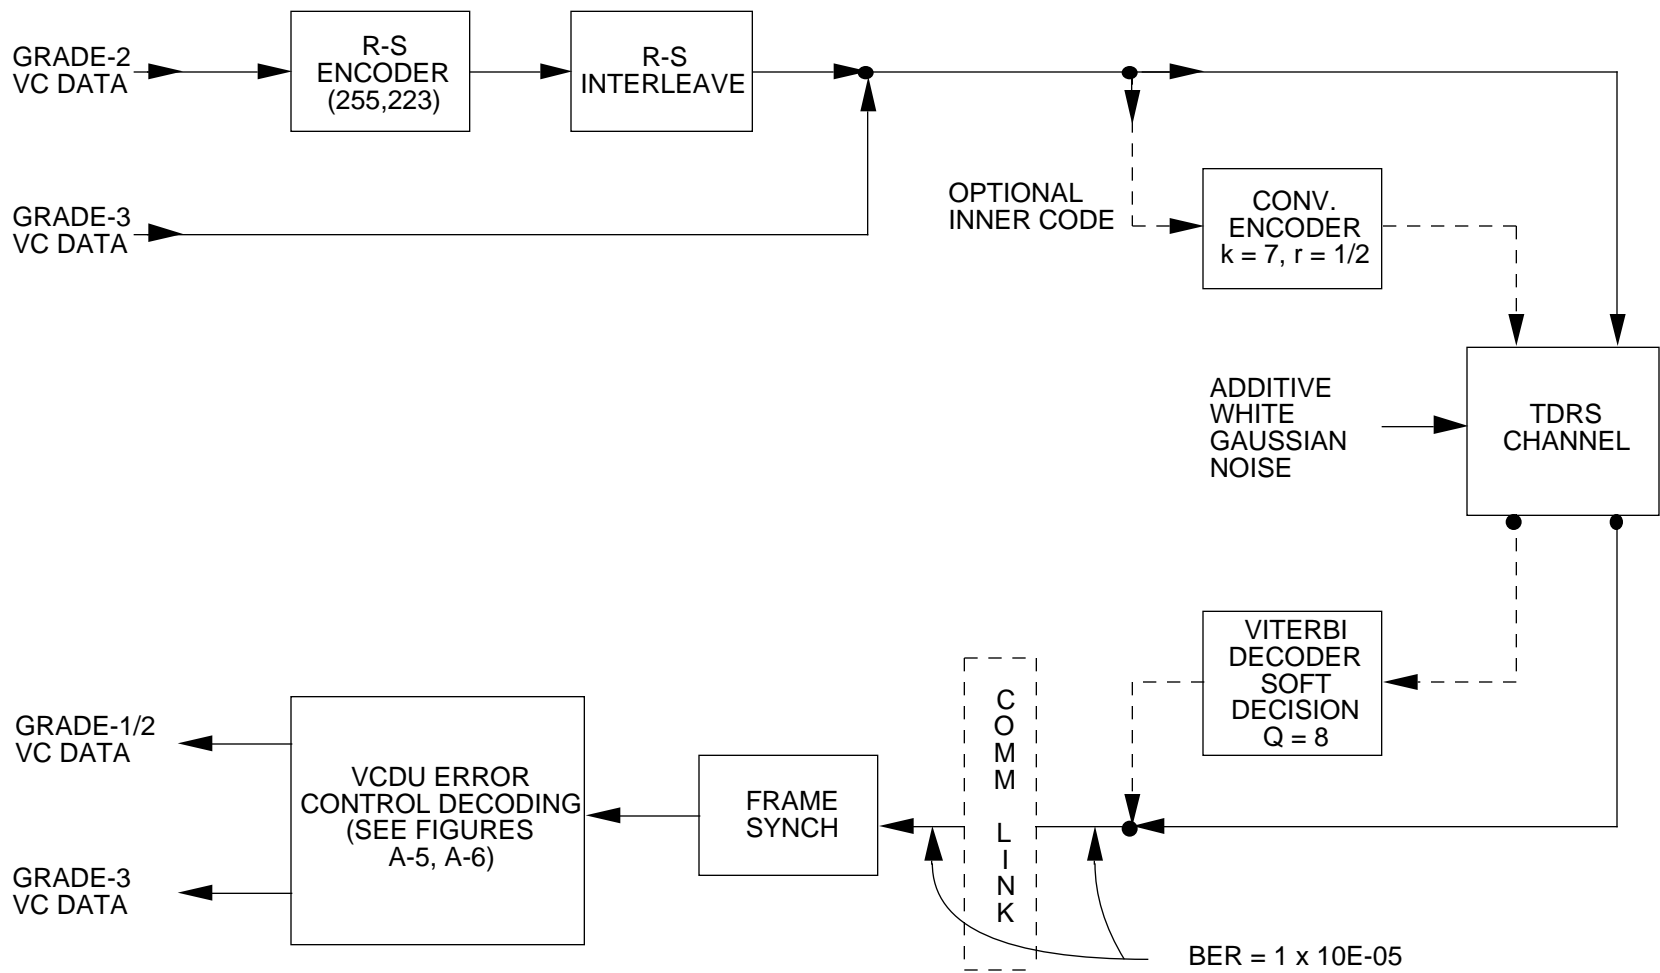 GRADE-2
VC DATA
R-S
ENCODER
(255,223)
R-S
INTERLEAVE
GRADE-3
VC DATA
OPTIONAL
INNER CODE
CONV.
ENCODER
k = 7, r = 1/2
ADDITIVE
WHITE
GAUSSIAN
NOISE
TDRS
CHANNEL
VITERBI
DECODER
SOFT
DECISION
Q = 8
COMM LINK
FRAME
SYNCH
VCDU ERROR
CONTROL DECODING
(SEE FIGURES
A-5, A-6)
GRADE-1/2
VC DATA
GRADE-3
VC DATA
BER = 1 x 10E-05